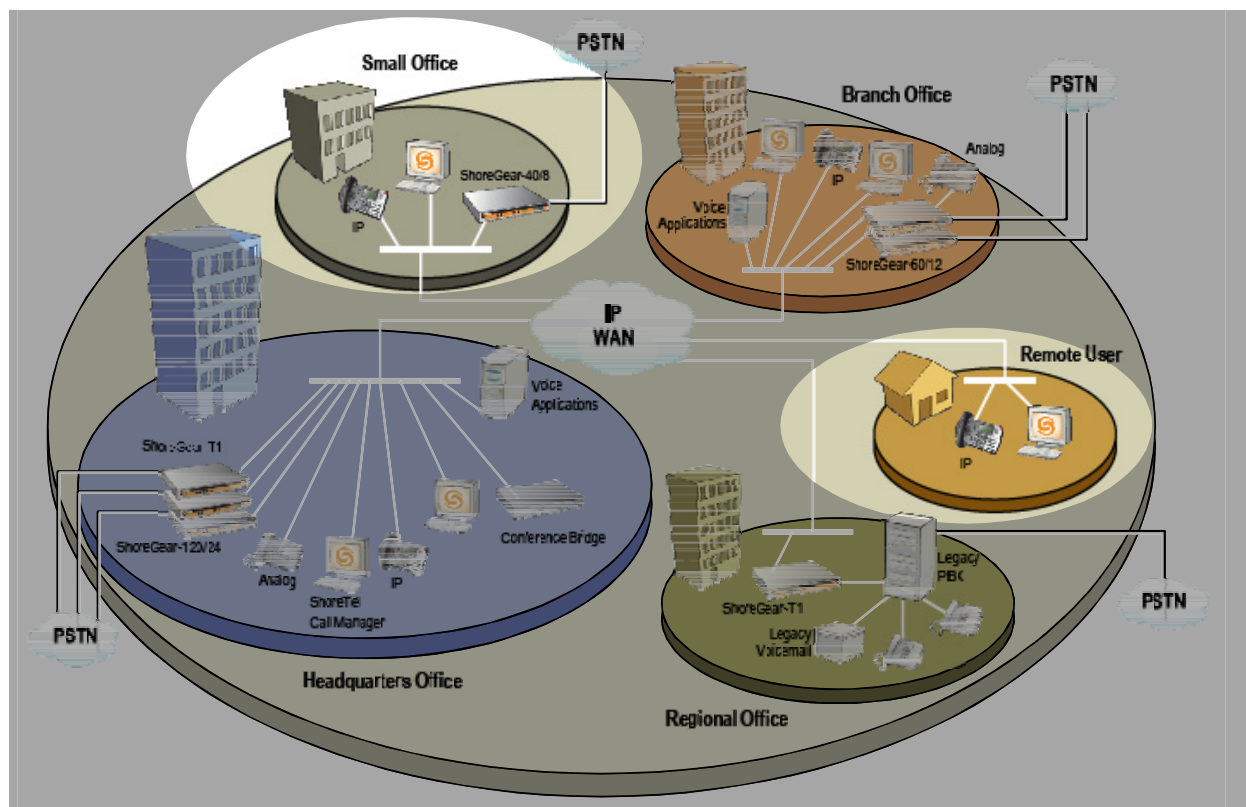 Small Office
PSTN
ShoreGear-40/8
IP
Branch Office
PSTN
Analog
IP
Voice
Applications
ShoreGear-60/12
IP
WAN
Remote User
IP
Voice
Applications
ShoreGear-T1
ShoreGear-120/24
Analog
ShoreTel
Call Manager
IP
Conference Bridge
PSTN
Headquarters Office
Legacy
PBX
ShoreGear-T1
Legacy
Voicemail
PSTN
Regional Office